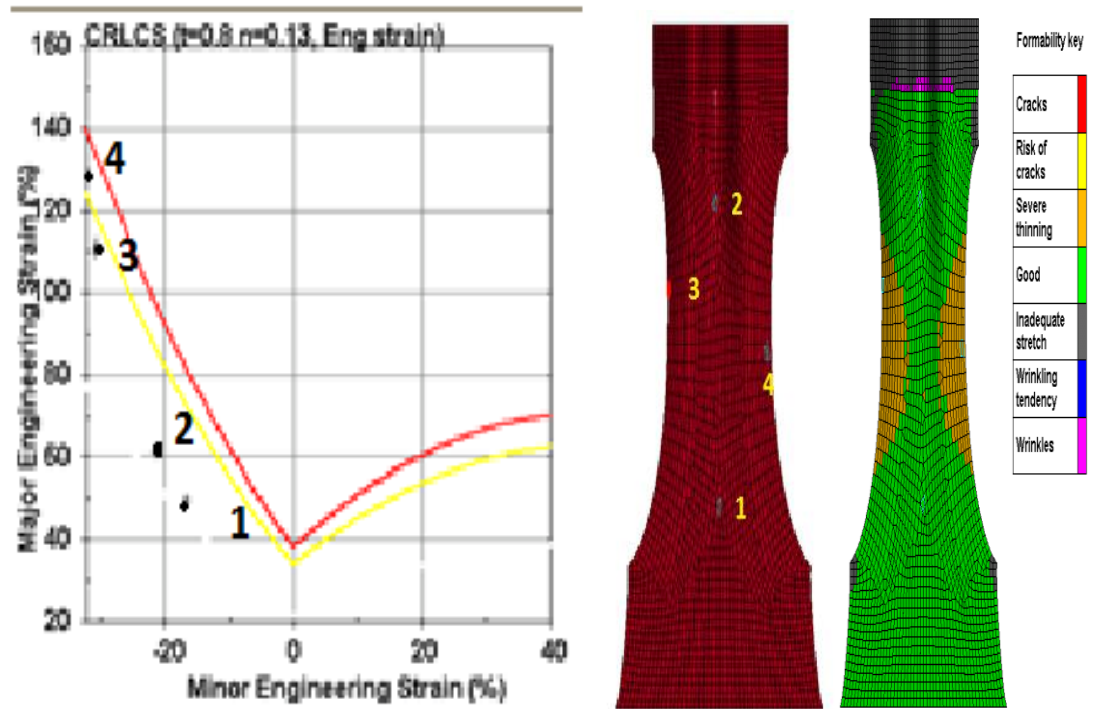 CRLCS (t=0.8 n=0.13, Eng strain)
160
140
120
100
80
60
40
20
-20
0
20
40
Major Engineering Strain (%)
Minor Engineering Strain (%)
4
3
2
1
2
3
4
1
Formability key
Cracks
Risk of
cracks
Severe
thinning
Good
Inadequate
stretch
Wrinkling
tendency
Wrinkles